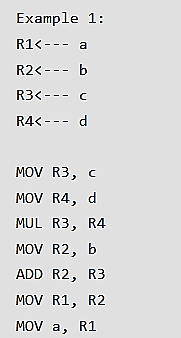 Example 1:
R1<--- a
R2<--- b
R3<--- c
R4<--- d
MOV R3, c
MOV R4, d
MUL R3, R4
MOV R2, b
ADD R2, R3
MOV R1, R2
MOV a, R1